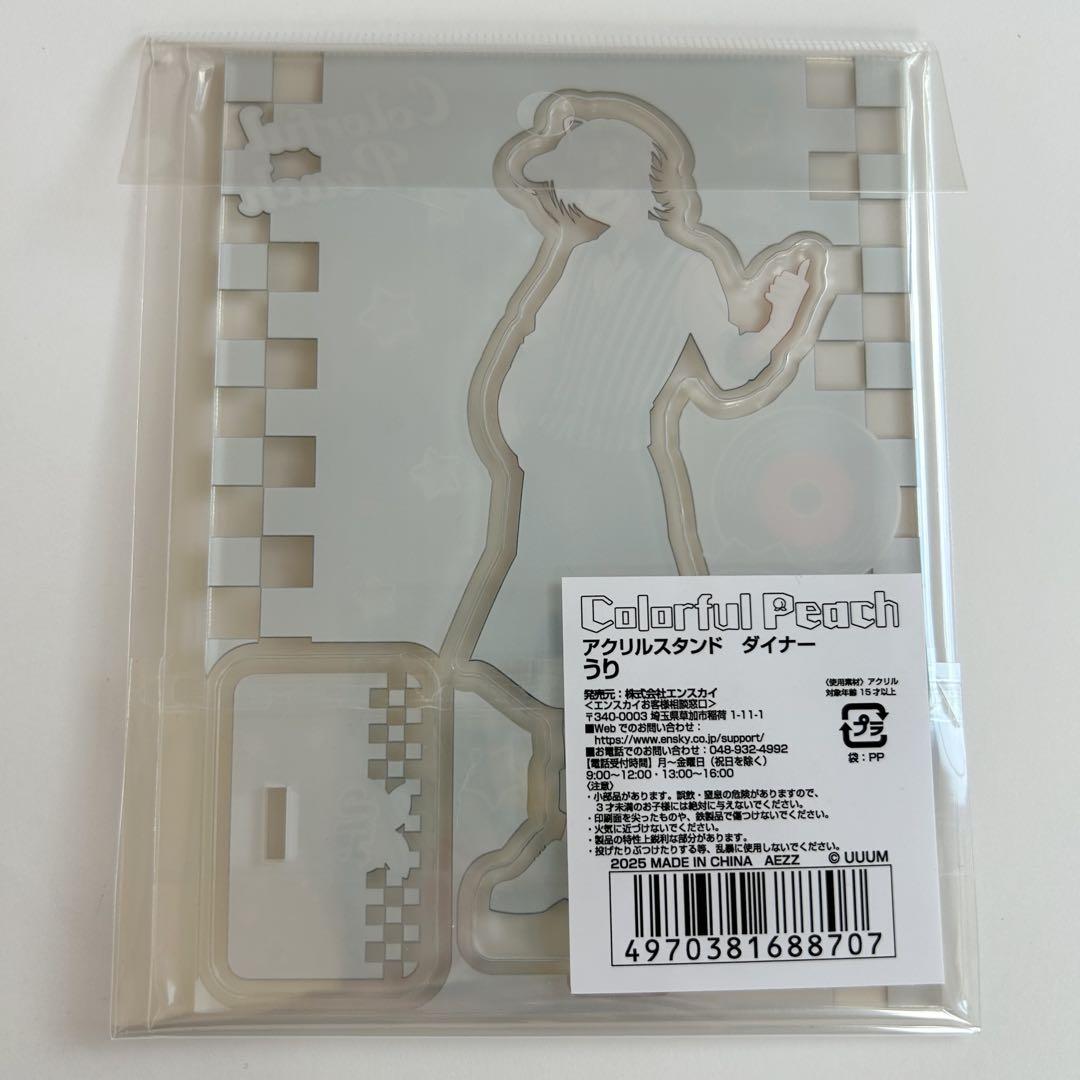 Colorful
Peach
Colorful Peach
アクリルスタンド ダイナー
うり
発売元：株式会社エンスカイ
＜エンスカイお客様相談窓口＞
〒340-0003 埼玉県草加市稲荷 1-11-1
■Webでのお問い合わせ：
https://www.ensky.co.jp/support/
■お電話でのお問い合わせ：048-932-4992
【電話受付時間】月～金曜日（祝日を除く）
9:00～12:00・13:00～16:00
〈使用素材〉アクリル
対象年齢 15才以上
プラ
袋：PP
〈注意〉
・小部品があります。誤飲・窒息の危険がありますので、
３才未満のお子様には絶対に与えないでください。
・印刷面を尖ったものや、鉄製品で傷つけないでください。
・火気に近づけないでください。
・製品の特性上鋭利な部分があります。
・投げたりぶつけたりする等、乱暴に使用しないでください。
2025 MADE IN CHINA AEZZ © UUUM
4970381688707